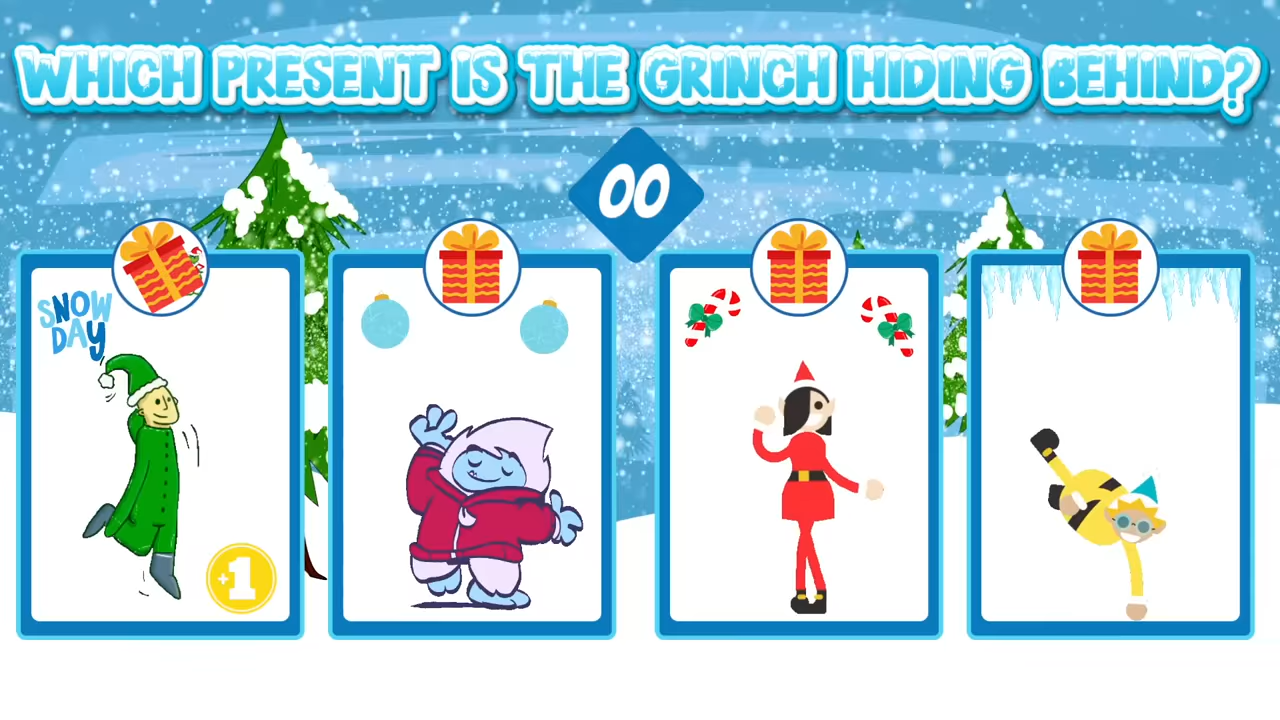 WHICH PRESENT IS THE GRINCH HIDING BEHIND?
00
SNOW
DAY
+1